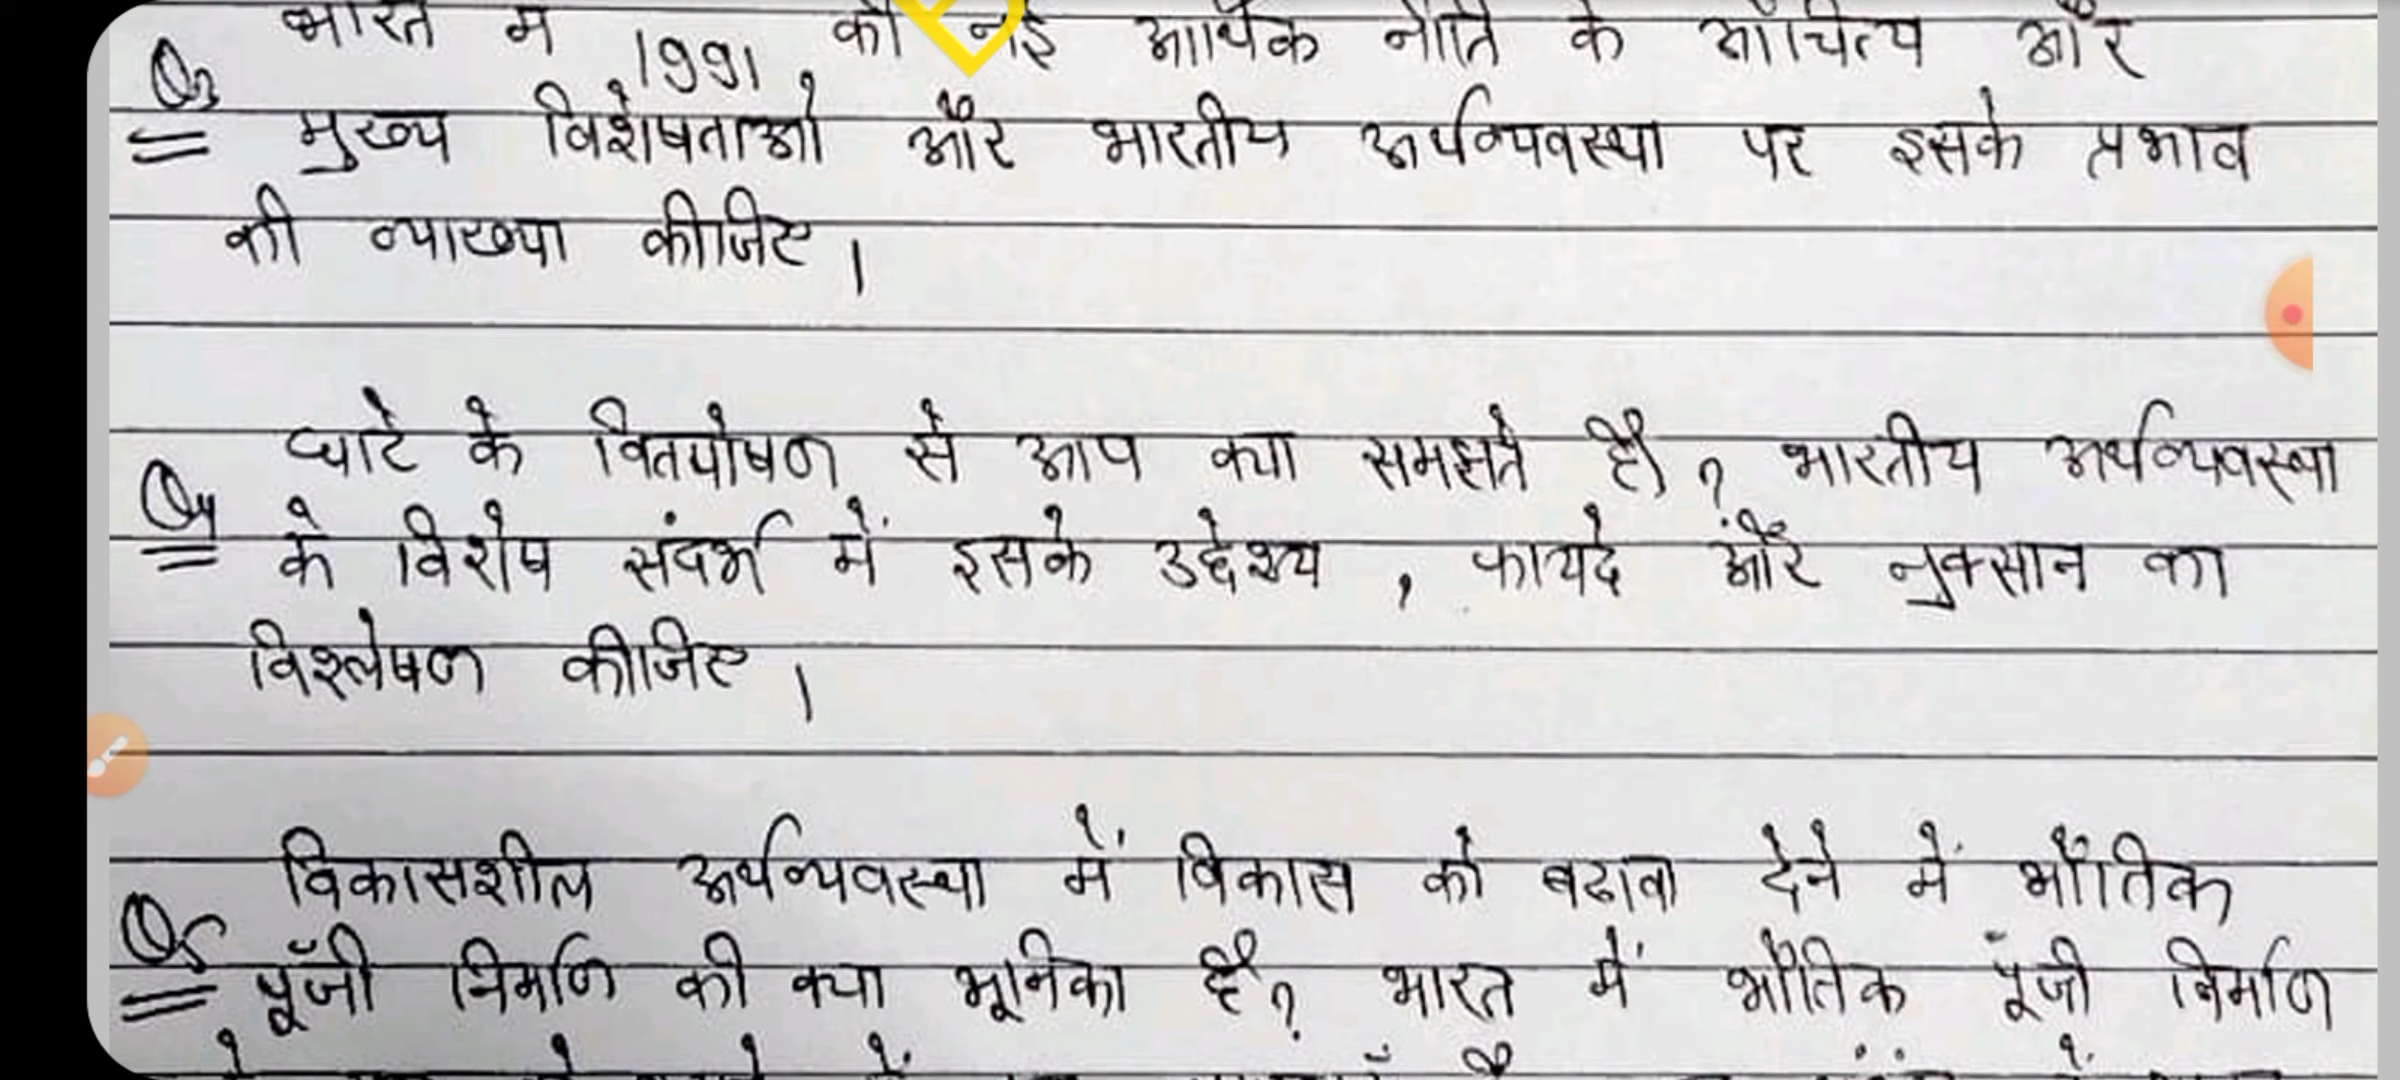 भारत में 1991 की नई आर्थिक नीति के औचित्य और
Q3 मुख्य विशेषताओं और भारतीय अर्थव्यवस्था पर इसके प्रभाव
की व्याख्या कीजिए।
घाटे के वितपोषण से आप क्या समझते हैं? भारतीय अर्थव्यवस्था
Q4 के विशेष संदर्भ में इसके उद्देश्य, फायदे और नुकसान का
विश्लेषण कीजिए।
विकासशील अर्थव्यवस्था में विकास को बढावा देने में भौतिक
Q5 पूँजी निर्माण की क्या भूमिका है? भारत में भौतिक पूंजी निर्माण